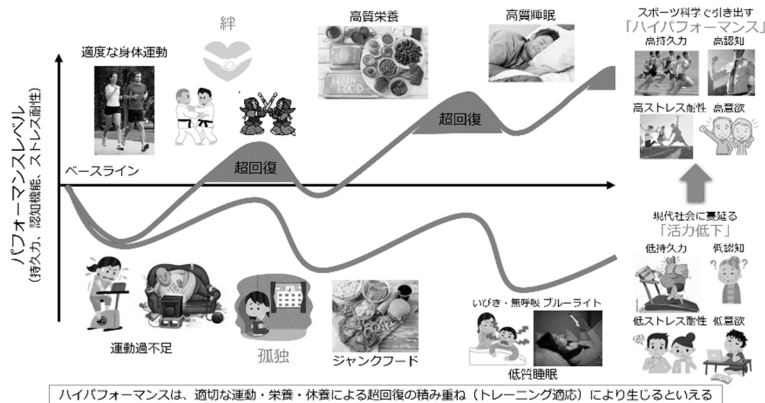 スポーツ科学で引き出す
「ハイパフォーマンス」
高持久力 高認知
高ストレス耐性 高意欲
適度な身体運動
絆
高質栄養
BRAIN FOOD
高質睡眠
パフォーマンスレベル
(持久力、認知機能、ストレス耐性)
ベースライン
超回復
超回復
現代社会に蔓延る
「活力低下」
低持久力 低認知
低ストレス耐性 低意欲
運動過不足
孤独
ジャンクフード
いびき・無呼吸 ブルーライト
低質睡眠
ハイパフォーマンスは、適切な運動・栄養・休養による超回復の積み重ね（トレーニング適応）により生じるといえる